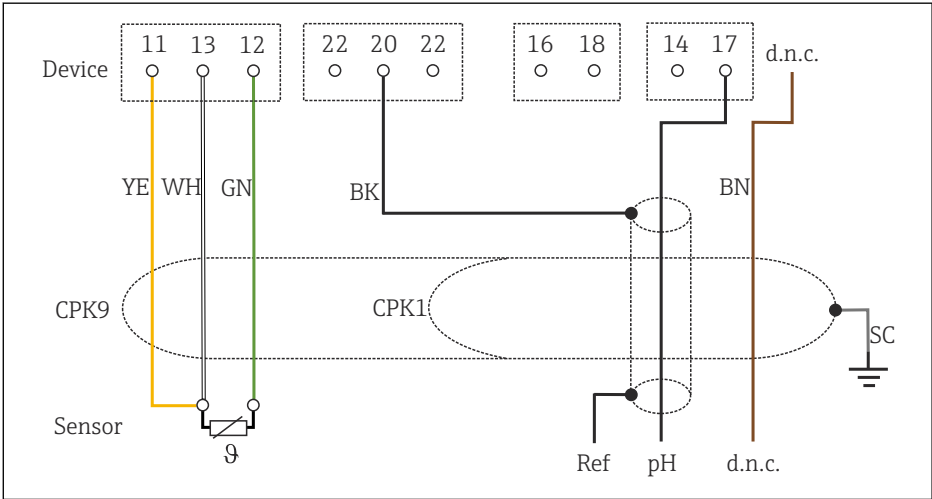 11 13 12 22 20 22 16 18 14 17 d.n.c.
Device
YE WH GN BK BN
CPK9 CPK1
SC
Sensor
ϑ
Ref pH d.n.c.